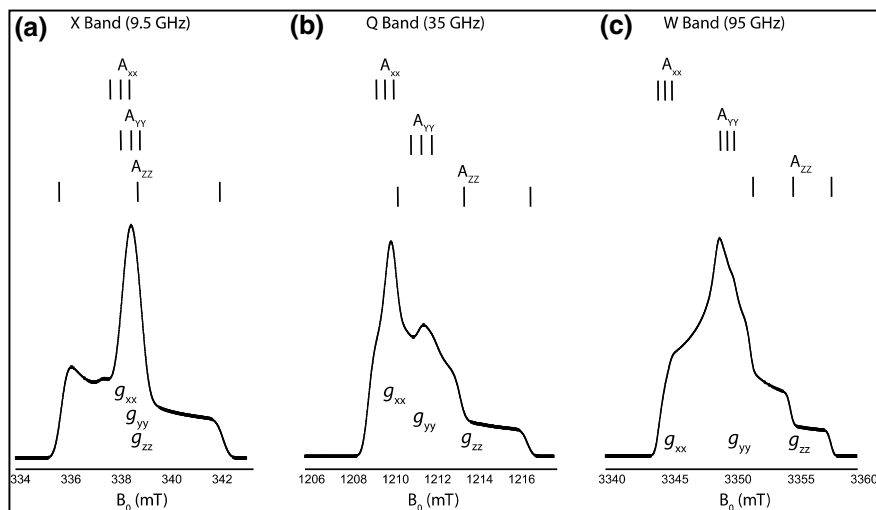 (a) X Band (9.5 GHz)
A_xx
A_YY
A_ZZ
g_xx
g_yy
g_zz
334 336 338 340 342
B_0 (mT)
(b) Q Band (35 GHz)
A_xx
A_YY
A_ZZ
g_xx
g_yy
g_zz
1206 1208 1210 1212 1214 1216
B_0 (mT)
(c) W Band (95 GHz)
A_xx
A_YY
A_ZZ
g_xx g_yy g_zz
3340 3345 3350 3355 3360
B_0 (mT)